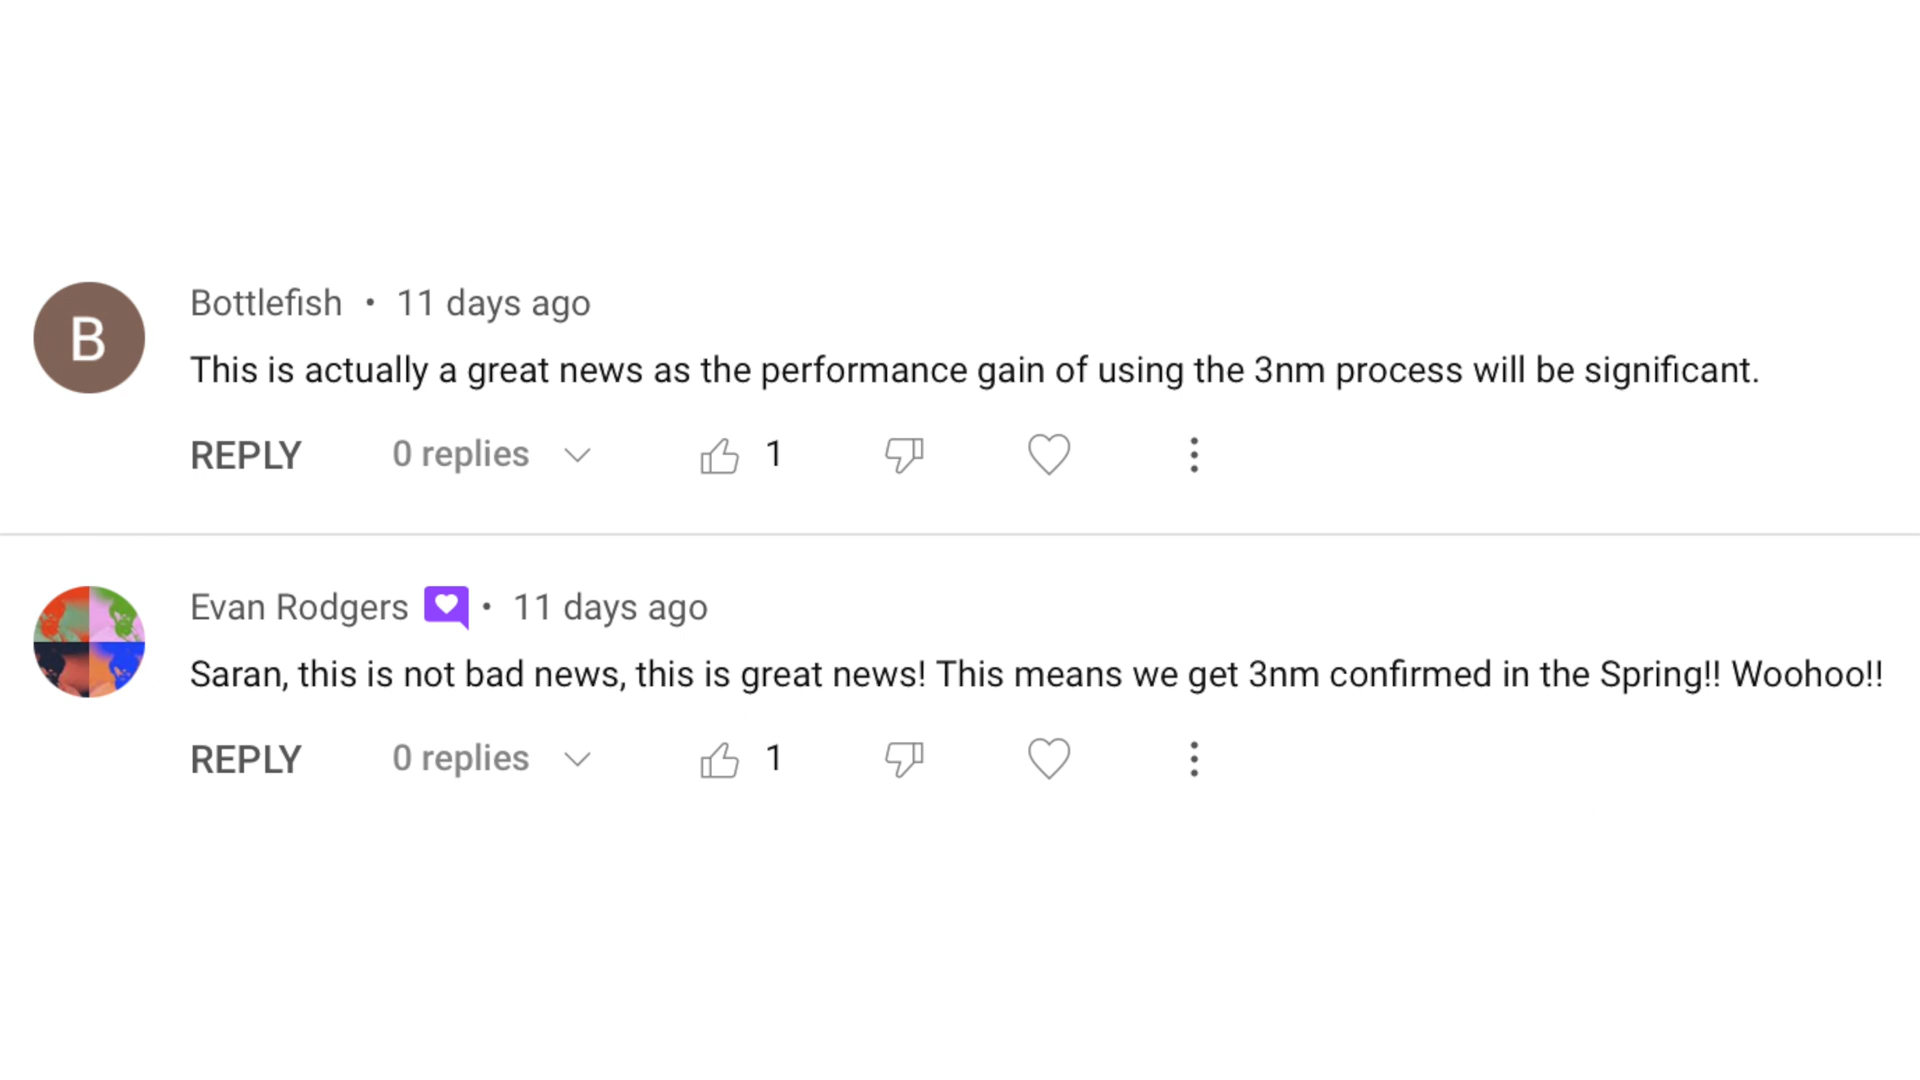 B
Bottlefish • 11 days ago
This is actually a great news as the performance gain of using the 3nm process will be significant.
REPLY 0 replies 1
Evan Rodgers • 11 days ago
Saran, this is not bad news, this is great news! This means we get 3nm confirmed in the Spring!! Woohoo!!
REPLY 0 replies 1